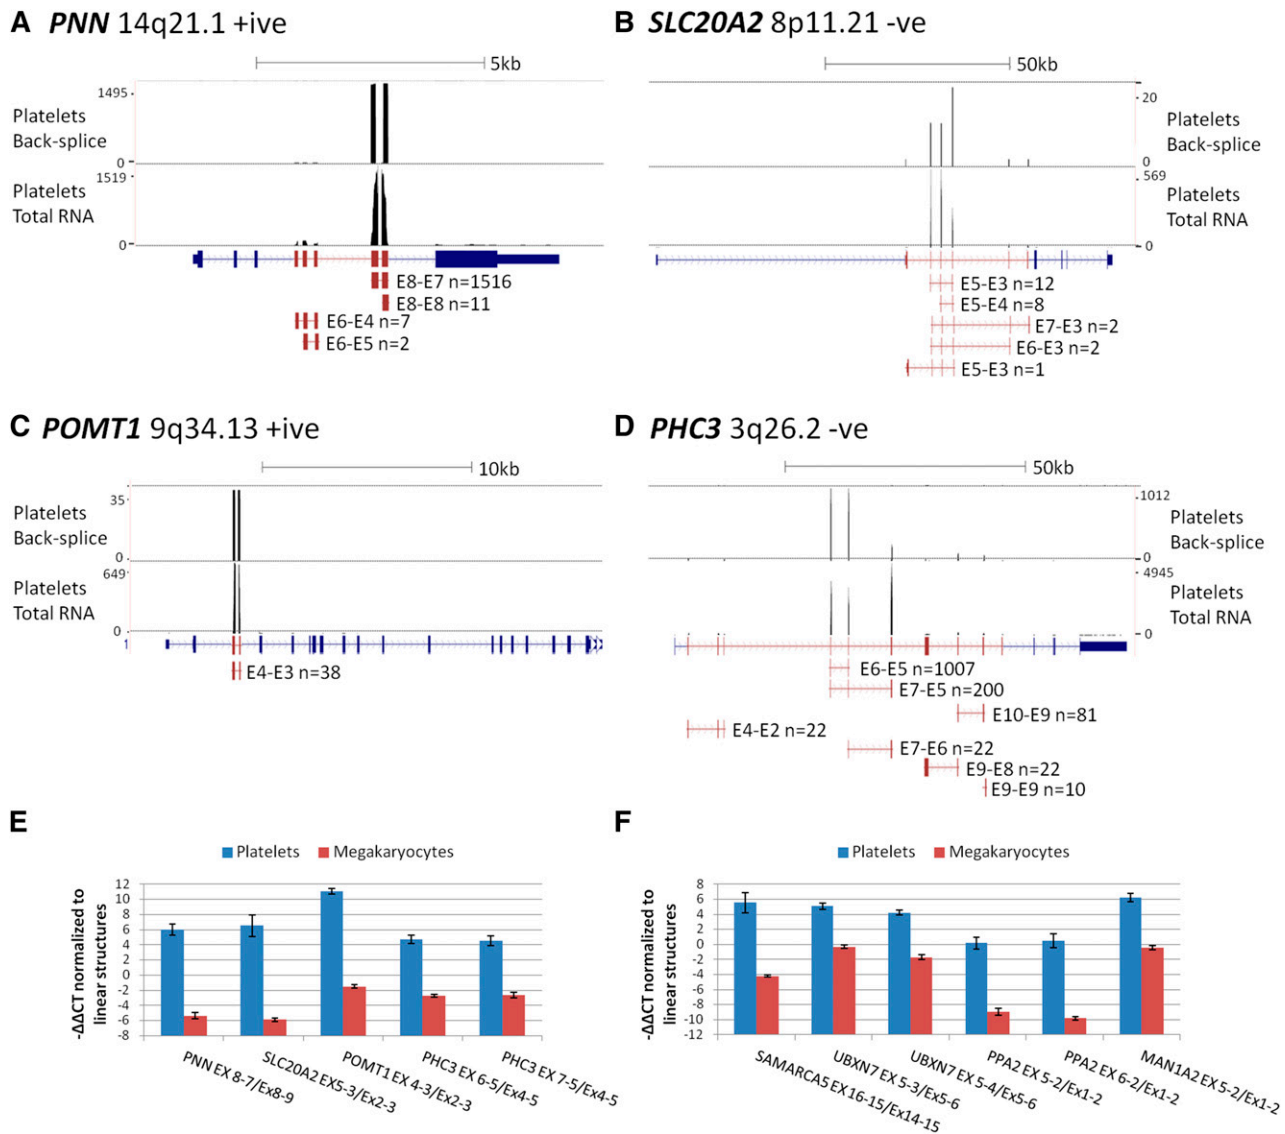 A PNN 14q21.1 +ive
5kb
1495
Platelets
Back-splice
0
1519
Platelets
Total RNA
0
E8-E7 n=1516
E8-E8 n=11
E6-E4 n=7
E6-E5 n=2
B SLC20A2 8p11.21 -ve
50kb
20
Platelets
Back-splice
0
569
Platelets
Total RNA
0
E5-E3 n=12
E5-E4 n=8
E7-E3 n=2
E6-E3 n=2
E5-E3 n=1
C POMT1 9q34.13 +ive
10kb
35
Platelets
Back-splice
0
649
Platelets
Total RNA
0
E4-E3 n=38
D PHC3 3q26.2 -ve
50kb
1012
Platelets
Back-splice
0
4945
Platelets
Total RNA
0
E6-E5 n=1007
E7-E5 n=200
E10-E9 n=81
E4-E2 n=22
E7-E6 n=22
E9-E8 n=22
E9-E9 n=10
E
Platelets Megakaryocytes
-ΔΔCT normalized to
linear structures
12
10
8
6
4
2
0
-2
-4
-6
-8
PNN EX 8-7/Ex8-9
SLC20A2 EX5-3/Ex2-3
POMT1 EX 4-3/Ex2-3
PHC3 EX 6-5/Ex4-5
PHC3 EX 7-5/Ex4-5
F
Platelets Megakaryocytes
-ΔΔCT normalized to
linear structures
8
6
4
2
0
-2
-4
-6
-8
-10
-12
SAMARCA5 EX 16-15/Ex14-15
UBXN7 EX 5-3/Ex5-6
UBXN7 EX 5-4/Ex5-6
PPA2 EX 5-2/Ex1-2
PPA2 EX 6-2/Ex1-2
MAN1A2 EX 5-2/Ex1-2